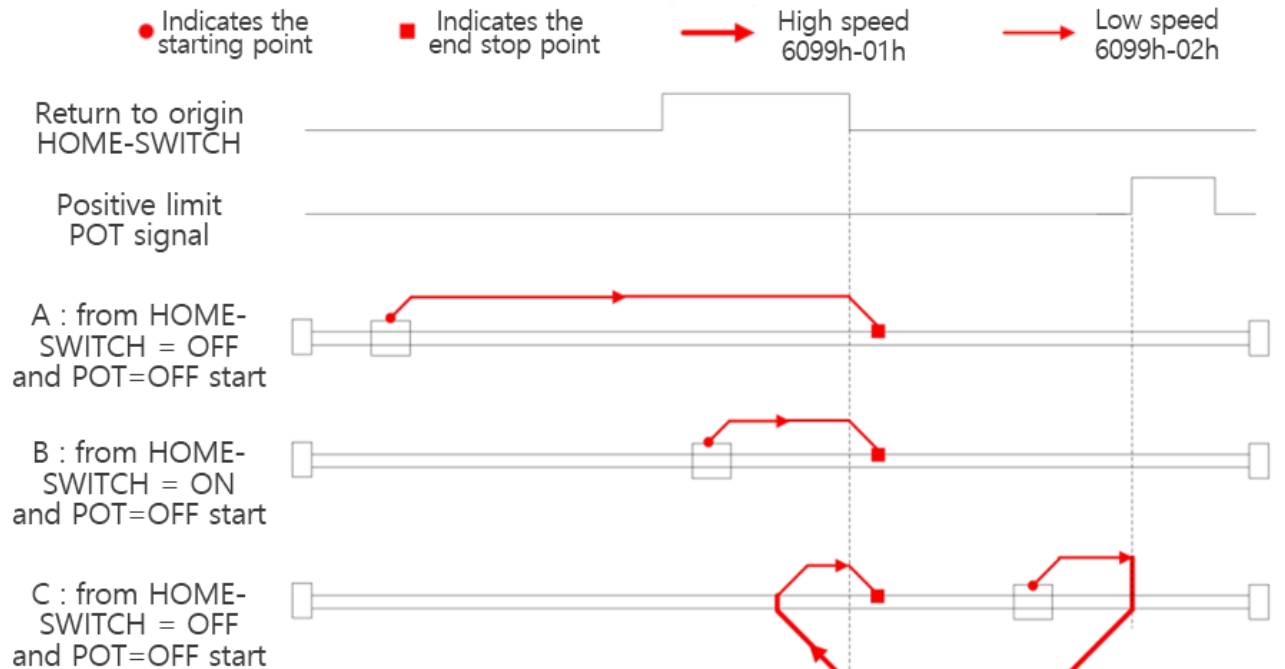 Indicates the
starting point
Indicates the
end stop point
High speed
6099h-01h
Low speed
6099h-02h
Return to origin
HOME-SWITCH
Positive limit
POT signal
A : from HOME-
SWITCH = OFF
and POT=OFF start
B : from HOME-
SWITCH = ON
and POT=OFF start
C : from HOME-
SWITCH = OFF
and POT=OFF start